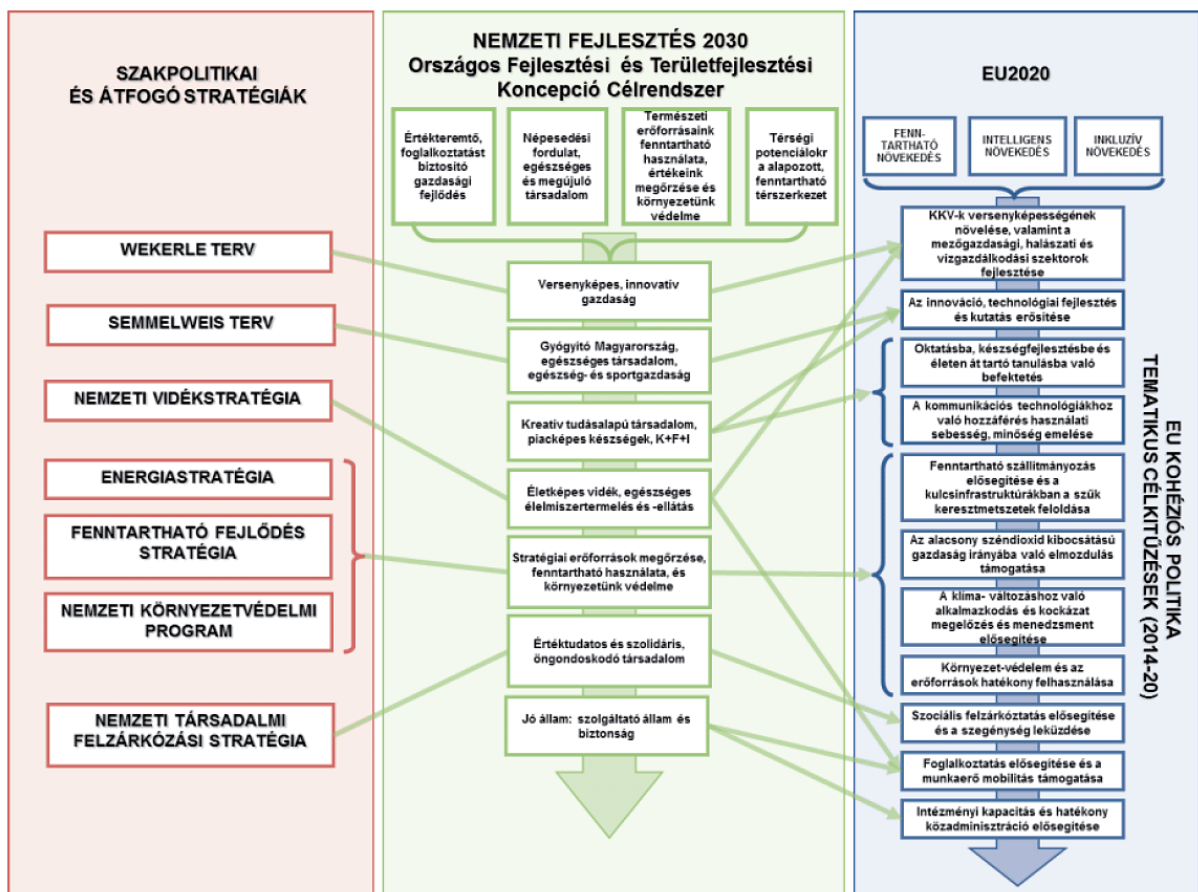 SZAKPOLITIKAI
ÉS ÁTFOGÓ STRATÉGIÁK
WEKERLE TERV
SEMMELWEIS TERV
NEMZETI VIDÉKSTRATÉGIA
ENERGIASTRATÉGIA
FENNTARTHATÓ FEJLŐDÉS
STRATÉGIA
NEMZETI KÖRNYEZETVÉDELMI
PROGRAM
NEMZETI TÁRSADALMI
FELZÁRKÓZÁSI STRATÉGIA
NEMZETI FEJLESZTÉS 2030
Országos Fejlesztési és Területfejlesztési
Koncepció Célrendszer
Értékteremtő,
foglalkoztatást
biztosító
gazdasági
fejlődés
Népesedési
fordulat,
egészséges
és megújuló
társadalom
Természeti
erőforrásaink
fenntartható
használata,
értékeink
megőrzése és
környezetünk
védelme
Térségi
potenciálokr
a alapozott,
fenntartható
térszerkezet
Versenyképes, innovatív
gazdaság
Gyógyító Magyarország,
egészséges társadalom,
egészség- és sportgazdaság
Kreatív tudásalapú társadalom,
piacképes készségek, K+F+I
Életképes vidék, egészséges
élelmiszertermelés és -ellátás
Stratégiai erőforrások megőrzése,
fenntartható használata, és
környezetünk védelme
Értéktudatos és szolidáris,
öngondoskodó társadalom
Jó állam: szolgáltató állam és
biztonság
EU2020
FENN-
TARTHATÓ
NÖVEKEDÉS
INTELLIGENS
NÖVEKEDÉS
INKLUZÍV
NÖVEKEDÉS
KKV-k versenyképességének
növelése, valamint a
mezőgazdasági, halászati és
vízgazdálkodási szektorok
fejlesztése
Az innováció, technológiai fejlesztés
és kutatás erősítése
Oktatásba, készségfejlesztésbe és
életen át tartó tanulásba való
befektetés
A kommunikációs technológiákhoz
való hozzáférés használati
sebesség, minőség emelése
Fenntartható szállítmányozás
elősegítése és a
kulcsinfrastruktúrákban a szűk
keresztmetszetek feloldása
Az alacsony széndioxid kibocsátású
gazdaság irányába való elmozdulás
támogatása
A klíma- változáshoz való
alkalmazkodás és kockázat
megelőzés és menedzsment
elősegítése
Környezet-védelem és az
erőforrások hatékony felhasználása
Szociális felzárkóztatás elősegítése
és a szegénység leküzdése
Foglalkoztatás elősegítése és a
munkaerő mobilitás támogatása
Intézményi kapacitás és hatékony
közadminisztráció elősegítése
EU KOHÉZIÓS POLITIKA
TEMATIKUS CÉLKITŰZÉSEK (2014-20)